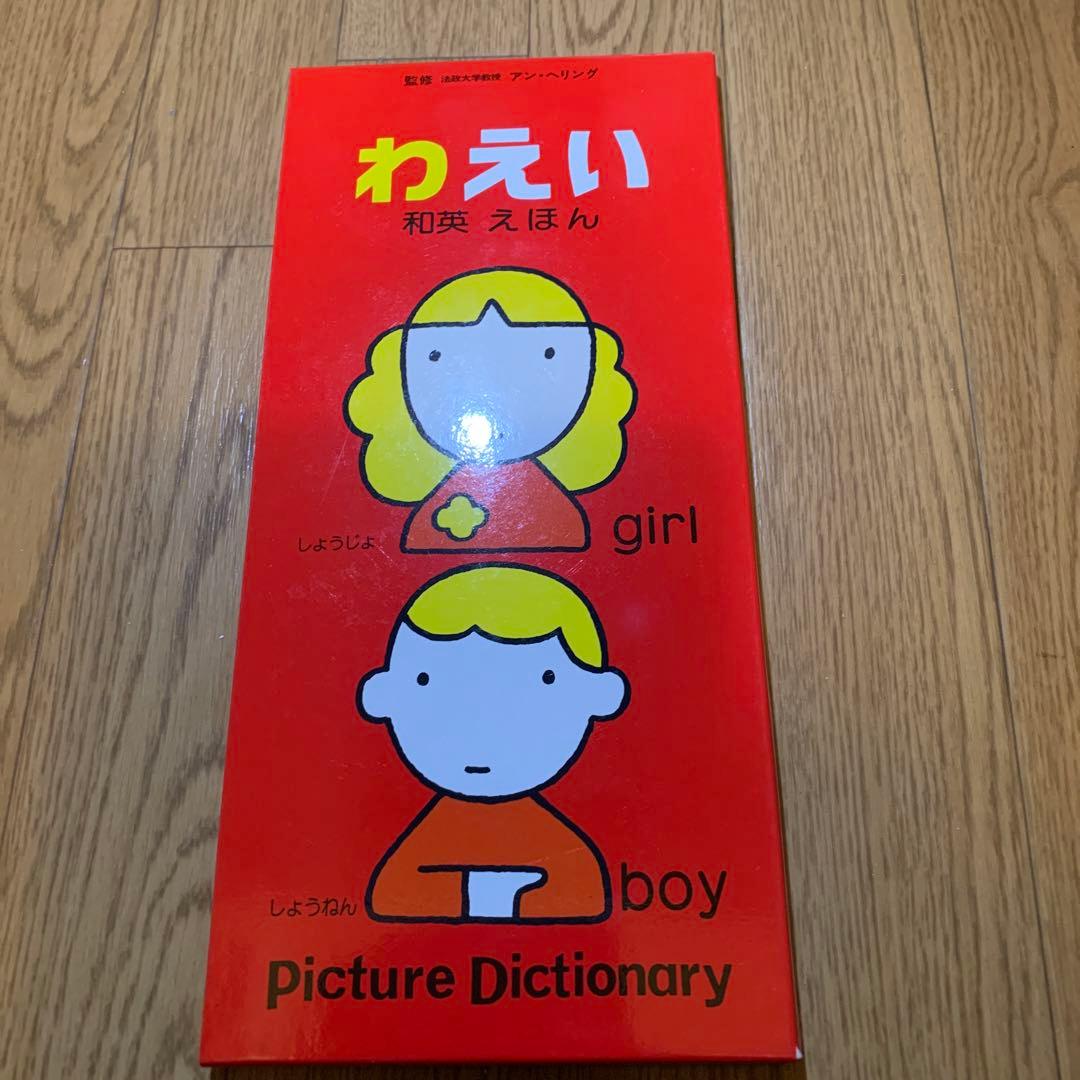 監修 法政大学教授 アン・ヘリング
わえい
和英 えほん
しょうじょ girl
しょうねん boy
Picture Dictionary